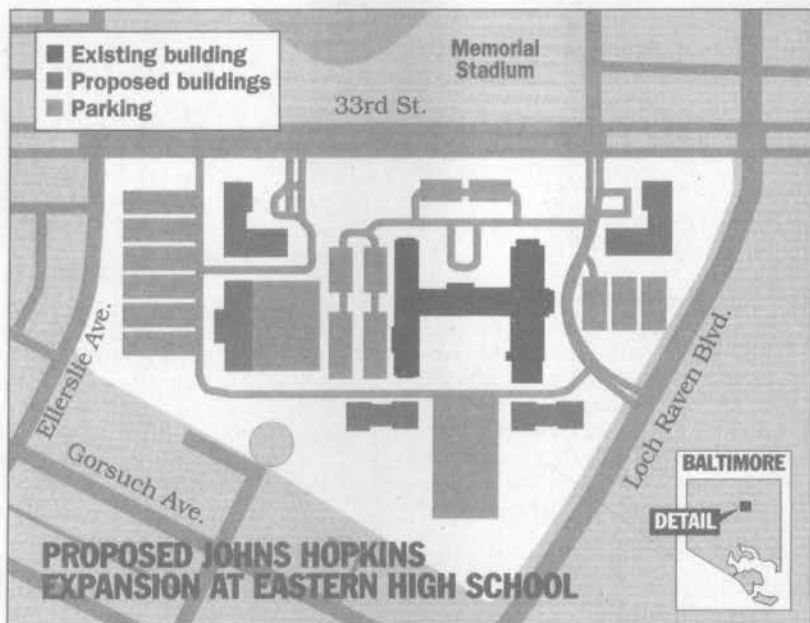 Existing building
Proposed buildings
Parking
Memorial
Stadium
33rd St.
Ellerslie Ave.
Gorsuch Ave.
Loch Raven Blvd.
BALTIMORE
DETAIL
PROPOSED JOHNS HOPKINS
EXPANSION AT EASTERN HIGH SCHOOL